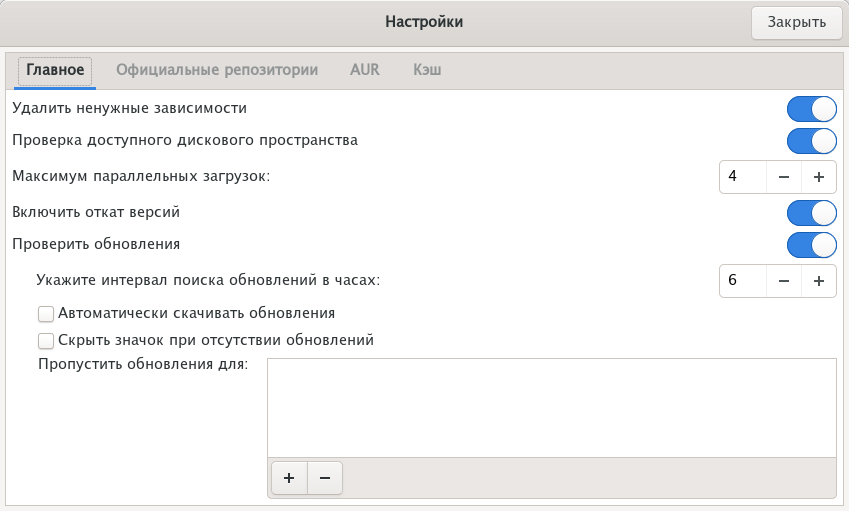 Настройки
Закрыть
Главное Официальные репозитории AUR Кэш
Удалить ненужные зависимости
Проверка доступного дискового пространства
Максимум параллельных загрузок: 4 − +
Включить откат версий
Проверить обновления
Укажите интервал поиска обновлений в часах: 6 − +
Автоматически скачивать обновления
Скрыть значок при отсутствии обновлений
Пропустить обновления для:
+ −